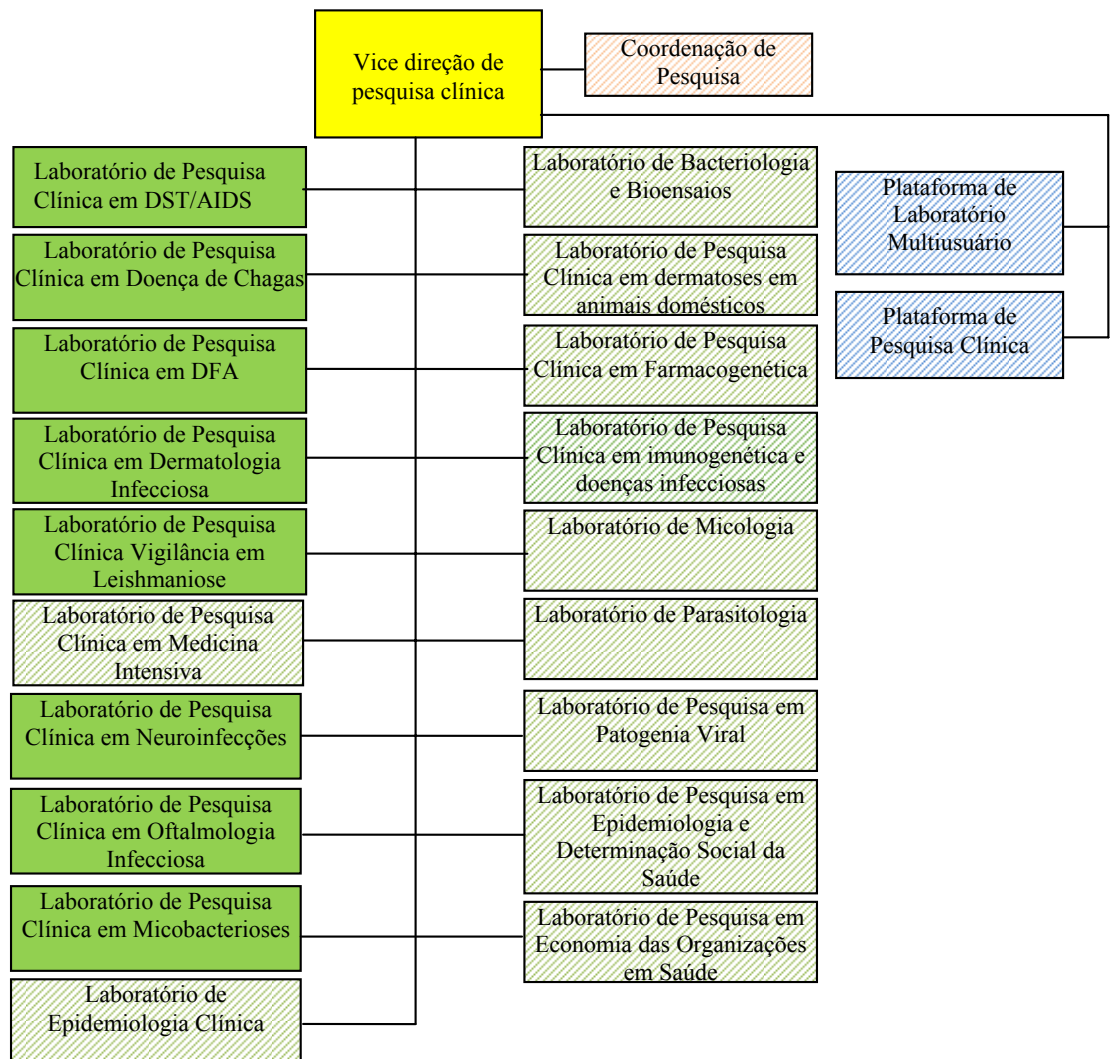 Vice direção de
pesquisa clínica
Coordenação de
Pesquisa
Laboratório de Pesquisa
Clínica em DST/AIDS
Laboratório de Bacteriologia
e Bioensaios
Plataforma de
Laboratório
Multiusuário
Laboratório de Pesquisa
Clínica em Doença de Chagas
Laboratório de Pesquisa
Clínica em dermatoses em
animais domésticos
Plataforma de
Pesquisa Clínica
Laboratório de Pesquisa
Clínica em DFA
Laboratório de Pesquisa
Clínica em Farmacogenética
Laboratório de Pesquisa
Clínica em Dermatologia
Infecciosa
Laboratório de Pesquisa
Clínica em imunogenética e
doenças infecciosas
Laboratório de Pesquisa
Clínica Vigilância em
Leishmaniose
Laboratório de Micologia
Laboratório de Pesquisa
Clínica em Medicina
Intensiva
Laboratório de Parasitologia
Laboratório de Pesquisa
Clínica em Neuroinfecções
Laboratório de Pesquisa em
Patogenia Viral
Laboratório de Pesquisa
Clínica em Oftalmologia
Infecciosa
Laboratório de Pesquisa em
Epidemiologia e
Determinação Social da
Saúde
Laboratório de Pesquisa
Clínica em Micobacterioses
Laboratório de Pesquisa em
Economia das Organizações
em Saúde
Laboratório de
Epidemiologia Clínica